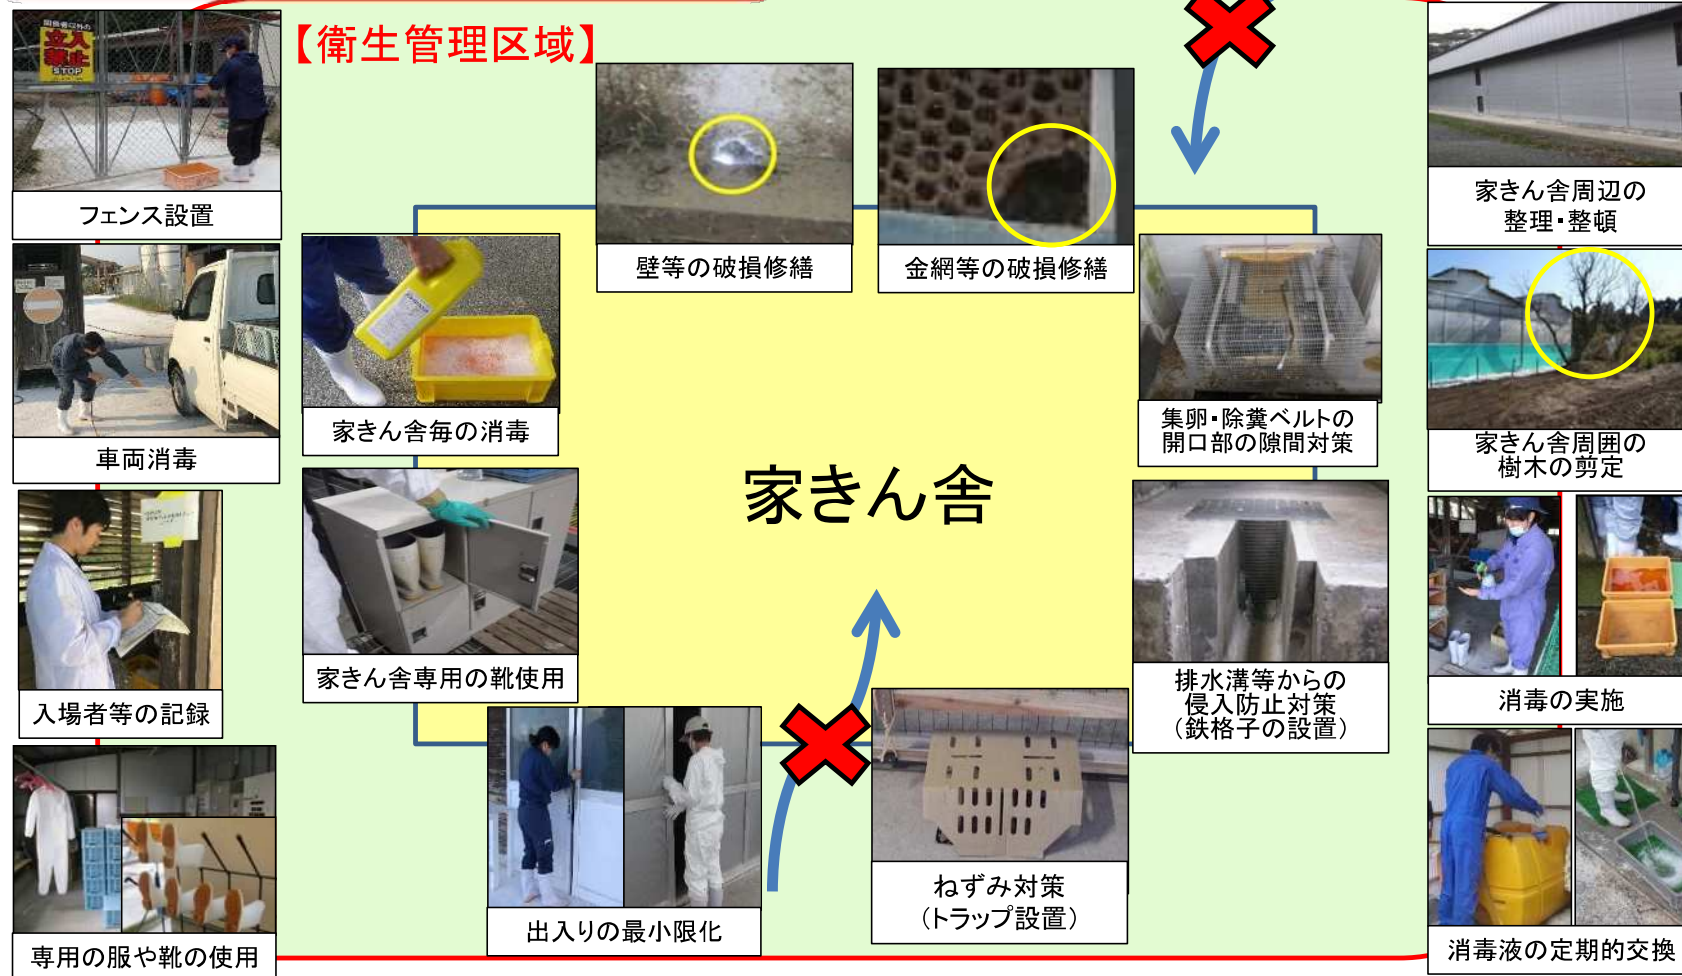 関係者以外の
立入
禁止
STOP
【衛生管理区域】
フェンス設置
壁等の破損修繕
金網等の破損修繕
家きん舎周辺の
整理・整頓
車両消毒
家きん舎毎の消毒
集卵・除糞ベルトの
開口部の隙間対策
家きん舎周囲の
樹木の剪定
家きん舎
入場者等の記録
家きん舎専用の靴使用
排水溝等からの
侵入防止対策
(鉄格子の設置)
消毒の実施
専用の服や靴の使用
出入りの最小限化
ねずみ対策
(トラップ設置)
消毒液の定期的交換